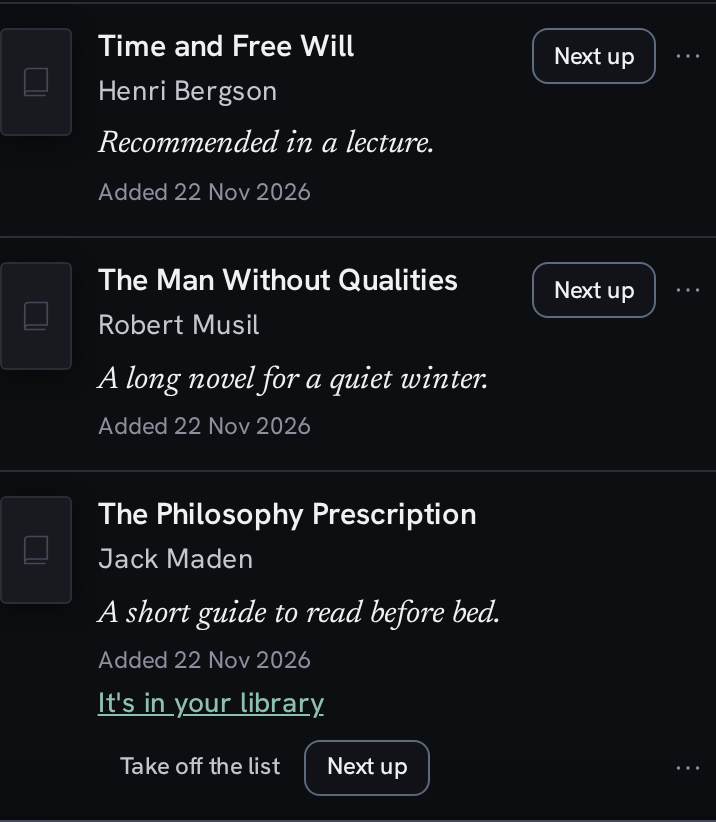 Time and Free Will
Next up
Henri Bergson
Recommended in a lecture.
Added 22 Nov 2026
The Man Without Qualities
Next up
Robert Musil
A long novel for a quiet winter.
Added 22 Nov 2026
The Philosophy Prescription
Jack Maden
A short guide to read before bed.
Added 22 Nov 2026
It's in your library
Take off the list
Next up